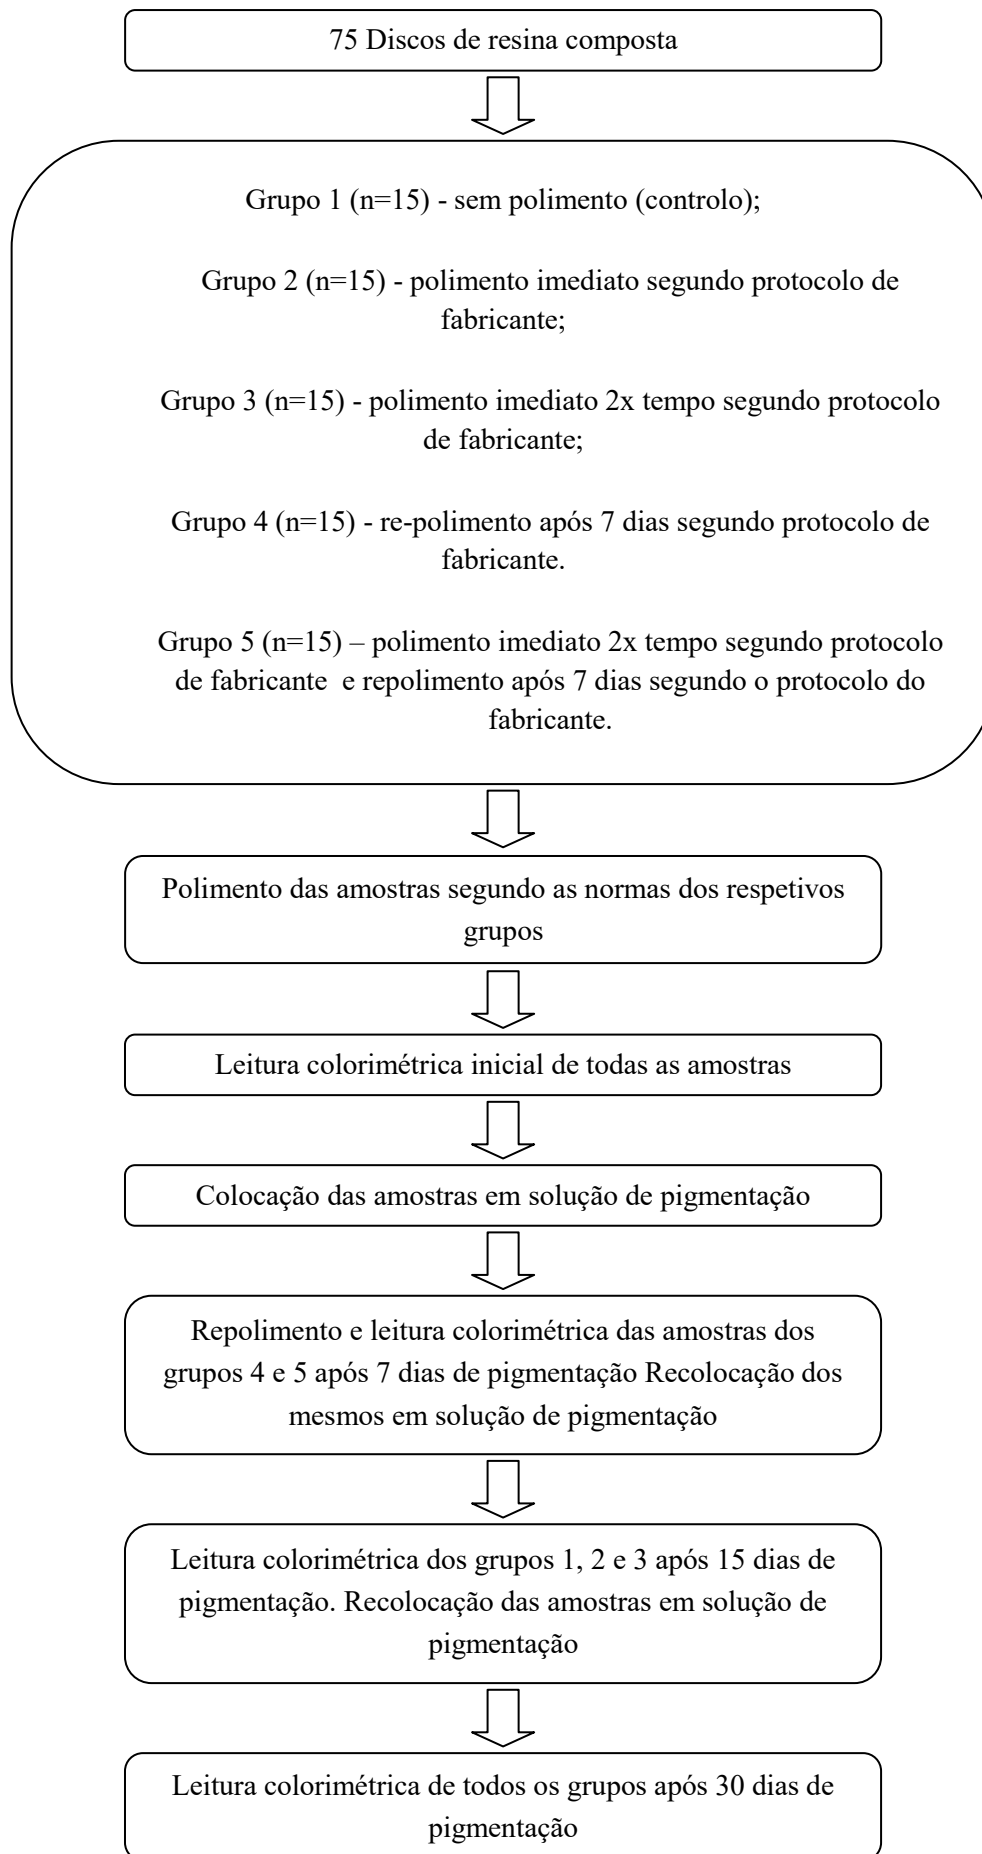 75 Discos de resina composta
Grupo 1 (n=15) - sem polimento (controlo);
Grupo 2 (n=15) - polimento imediato segundo protocolo de
fabricante;
Grupo 3 (n=15) - polimento imediato 2x tempo segundo protocolo
de fabricante;
Grupo 4 (n=15) - re-polimento após 7 dias segundo protocolo de
fabricante.
Grupo 5 (n=15) – polimento imediato 2x tempo segundo protocolo
de fabricante  e repolimento após 7 dias segundo o protocolo do
fabricante.
Polimento das amostras segundo as normas dos respetivos
grupos
Leitura colorimétrica inicial de todas as amostras
Colocação das amostras em solução de pigmentação
Repolimento e leitura colorimétrica das amostras dos
grupos 4 e 5 após 7 dias de pigmentação Recolocação dos
mesmos em solução de pigmentação
Leitura colorimétrica dos grupos 1, 2 e 3 após 15 dias de
pigmentação. Recolocação das amostras em solução de
pigmentação
Leitura colorimétrica de todos os grupos após 30 dias de
pigmentação